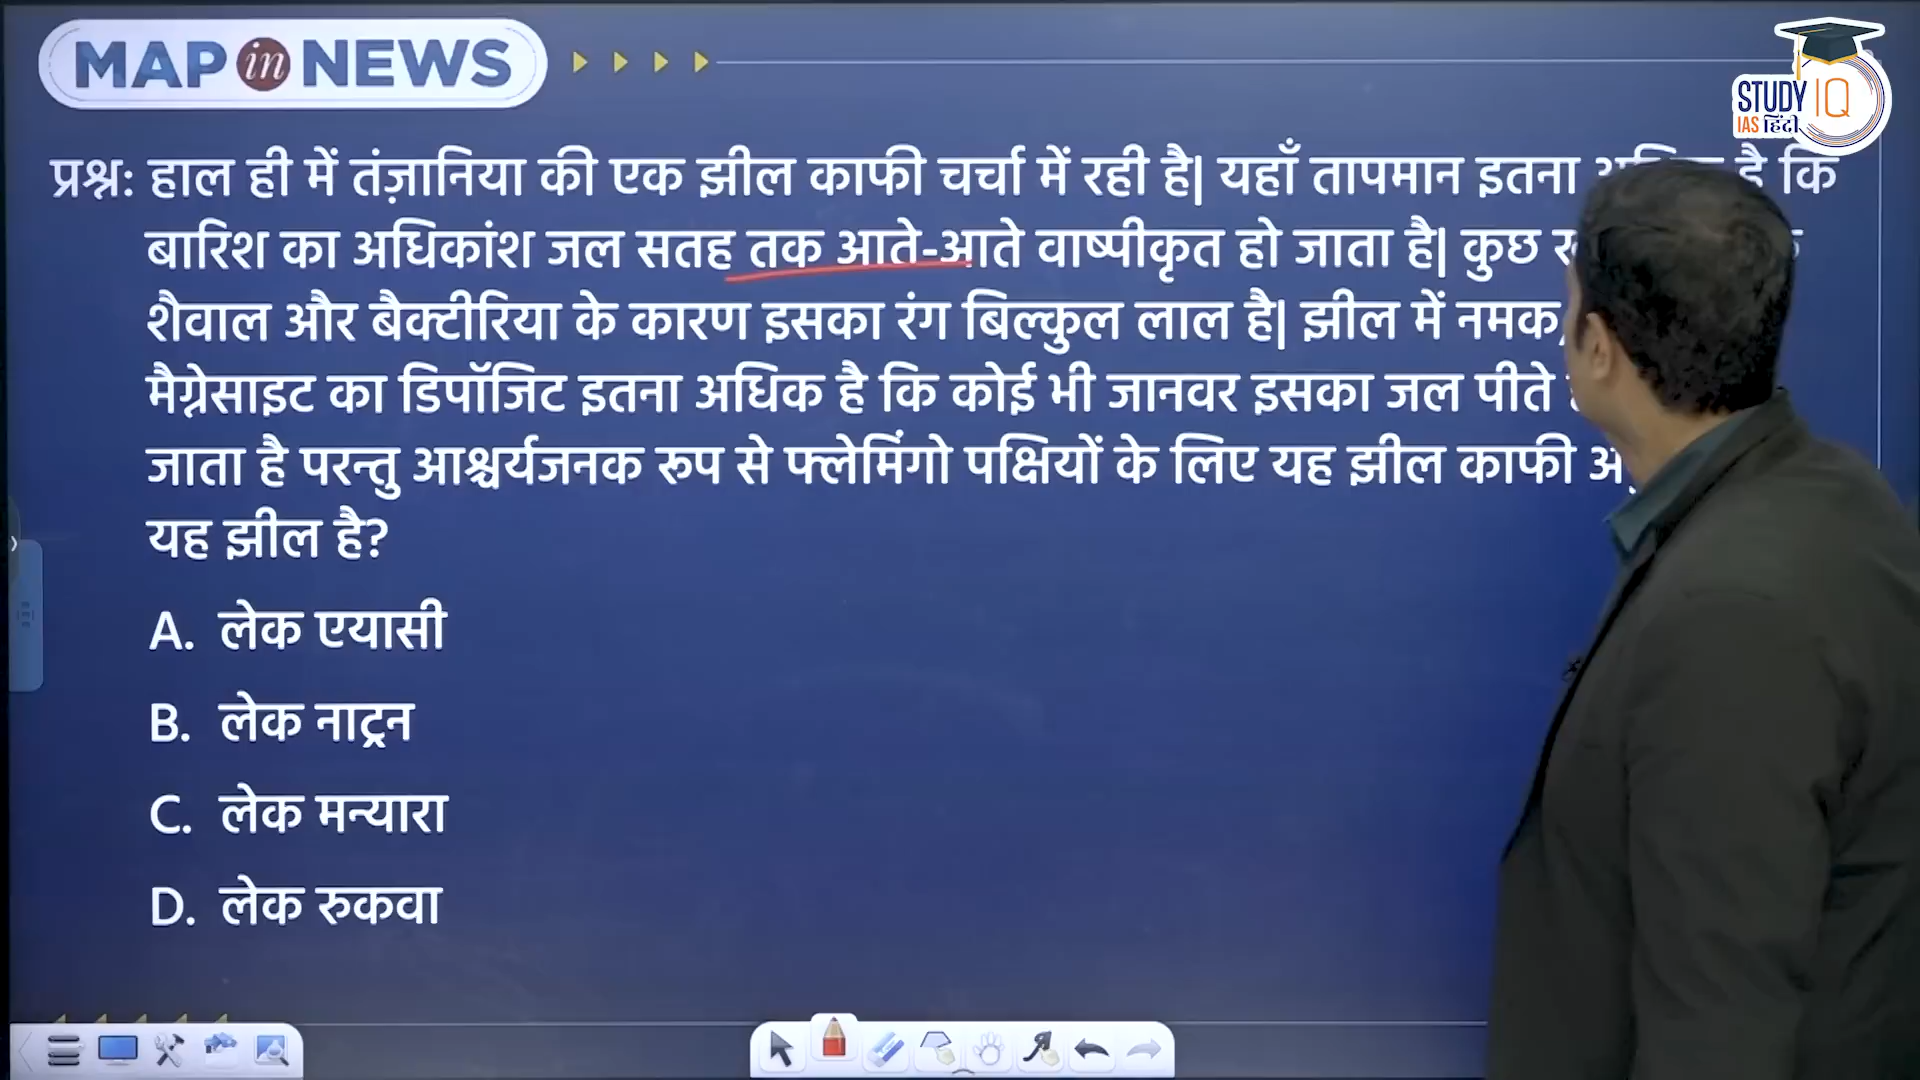 MAP in NEWS
STUDY IQ
IAS हिंदी
प्रश्न: हाल ही में तंज़ानिया की एक झील काफी चर्चा में रही है| यहाँ तापमान इतना है कि
बारिश का अधिकांश जल सतह तक आते-आते वाष्पीकृत हो जाता है| कुछ
शैवाल और बैक्टीरिया के कारण इसका रंग बिल्कुल लाल है| झील में नमक,
मैग्नेसाइट का डिपॉजिट इतना अधिक है कि कोई भी जानवर इसका जल पीते
जाता है परन्तु आश्चर्यजनक रूप से फ्लेमिंगो पक्षियों के लिए यह झील काफी
यह झील है?
A. लेक एयासी
B. लेक नाट्रन
C. लेक मन्यारा
D. लेक रुकवा